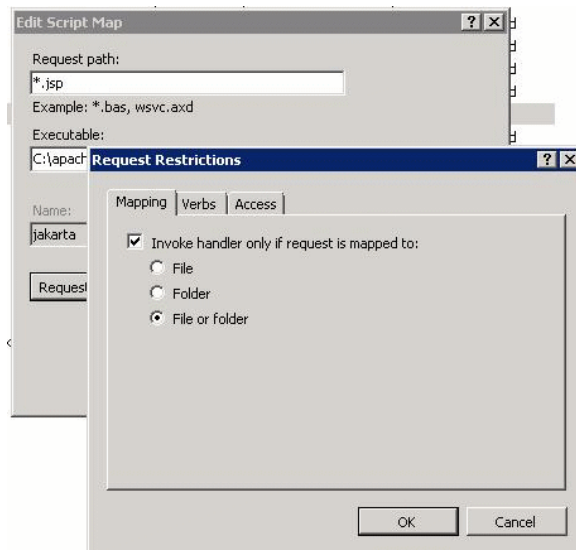 Edit Script Map
Request path:
*.jsp
Example: *.bas, wsvc.axd
Executable:
C:\apach
Request Restrictions
Mapping Verbs Access
Name:
jakarta
Invoke handler only if request is mapped to:
File
Folder
File or folder
Request
OK Cancel